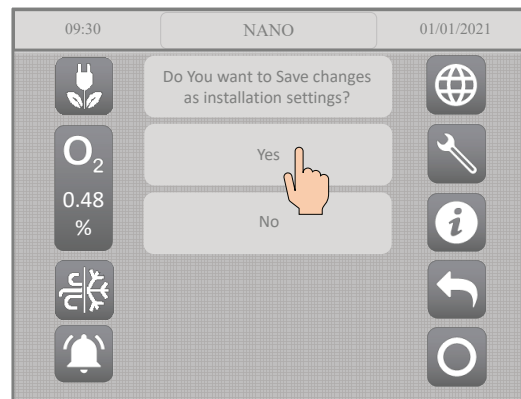 09:30 NANO 01/01/2021
Do You want to Save changes
as installation settings?
Yes
O2
0.48
%
No
i